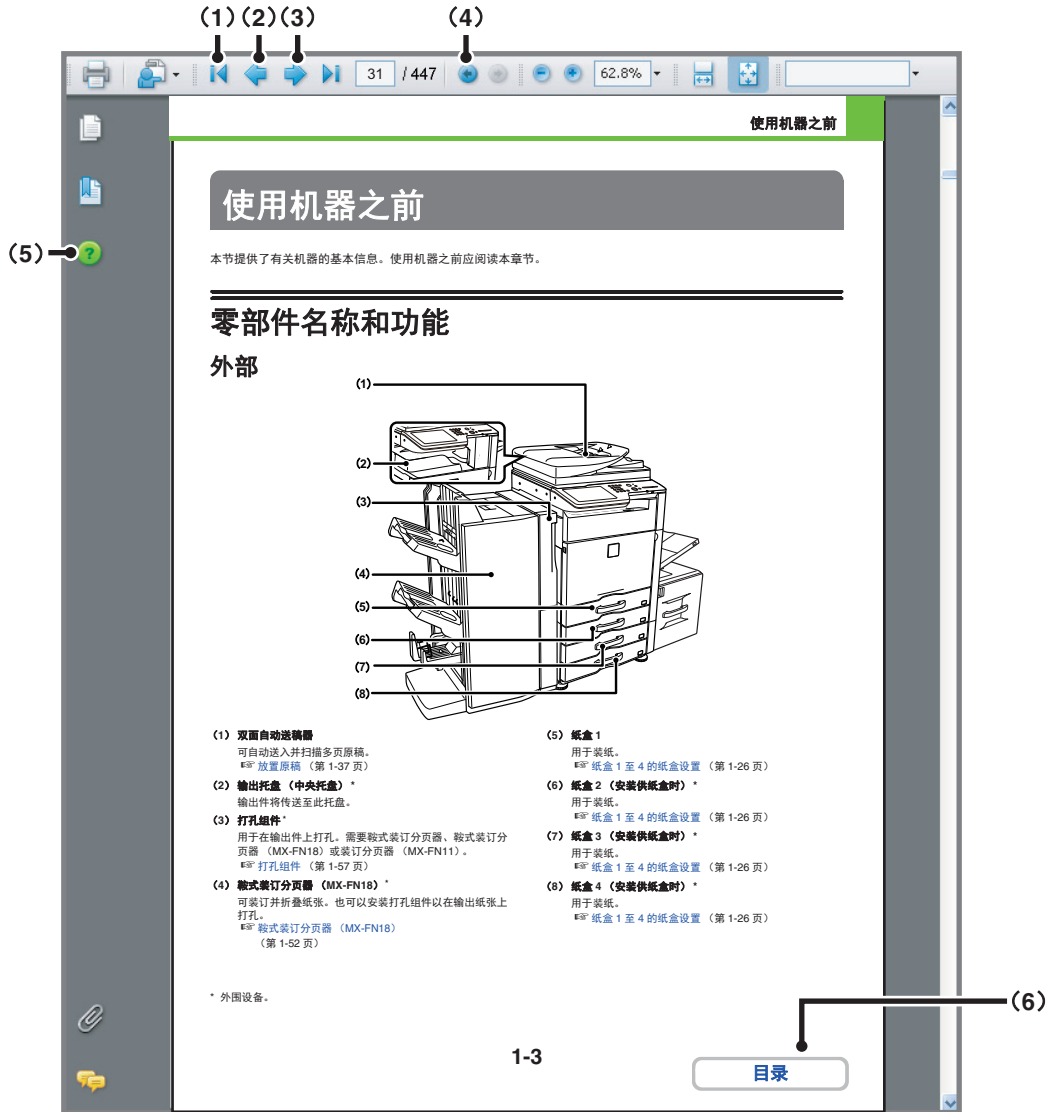 (1) (2) (3) (4)
31 / 447 62.8%
使用机器之前
使用机器之前
(5)
?
本节提供了有关机器的基本信息。使用机器之前应阅读本章节。
零部件名称和功能
外部
(1)
(2)
(3)
(4)
(5)
(6)
(7)
(8)
(1) 双面自动送稿器
可自动送入并扫描多页原稿。
☞ 放置原稿 (第 1-37 页)
(2) 输出托盘 (中央托盘) *
输出件将传送至此托盘。
(3) 打孔组件 *
用于在输出件上打孔。需要鞍式装订分页器、鞍式装订分
页器 (MX-FN18) 或装订分页器 (MX-FN11)。
☞ 打孔组件 (第 1-57 页)
(4) 鞍式装订分页器 (MX-FN18) *
可装订并折叠纸张。也可以安装打孔组件以在输出纸张上
打孔。
☞ 鞍式装订分页器 (MX-FN18)
(第 1-52 页)
(5) 纸盒 1
用于装纸。
☞ 纸盒 1 至 4 的纸盒设置 (第 1-26 页)
(6) 纸盒 2 (安装供纸盒时) *
用于装纸。
☞ 纸盒 1 至 4 的纸盒设置 (第 1-26 页)
(7) 纸盒 3 (安装供纸盒时) *
用于装纸。
☞ 纸盒 1 至 4 的纸盒设置 (第 1-26 页)
(8) 纸盒 4 (安装供纸盒时) *
用于装纸。
☞ 纸盒 1 至 4 的纸盒设置 (第 1-26 页)
* 外围设备。
(6)
1-3
目录